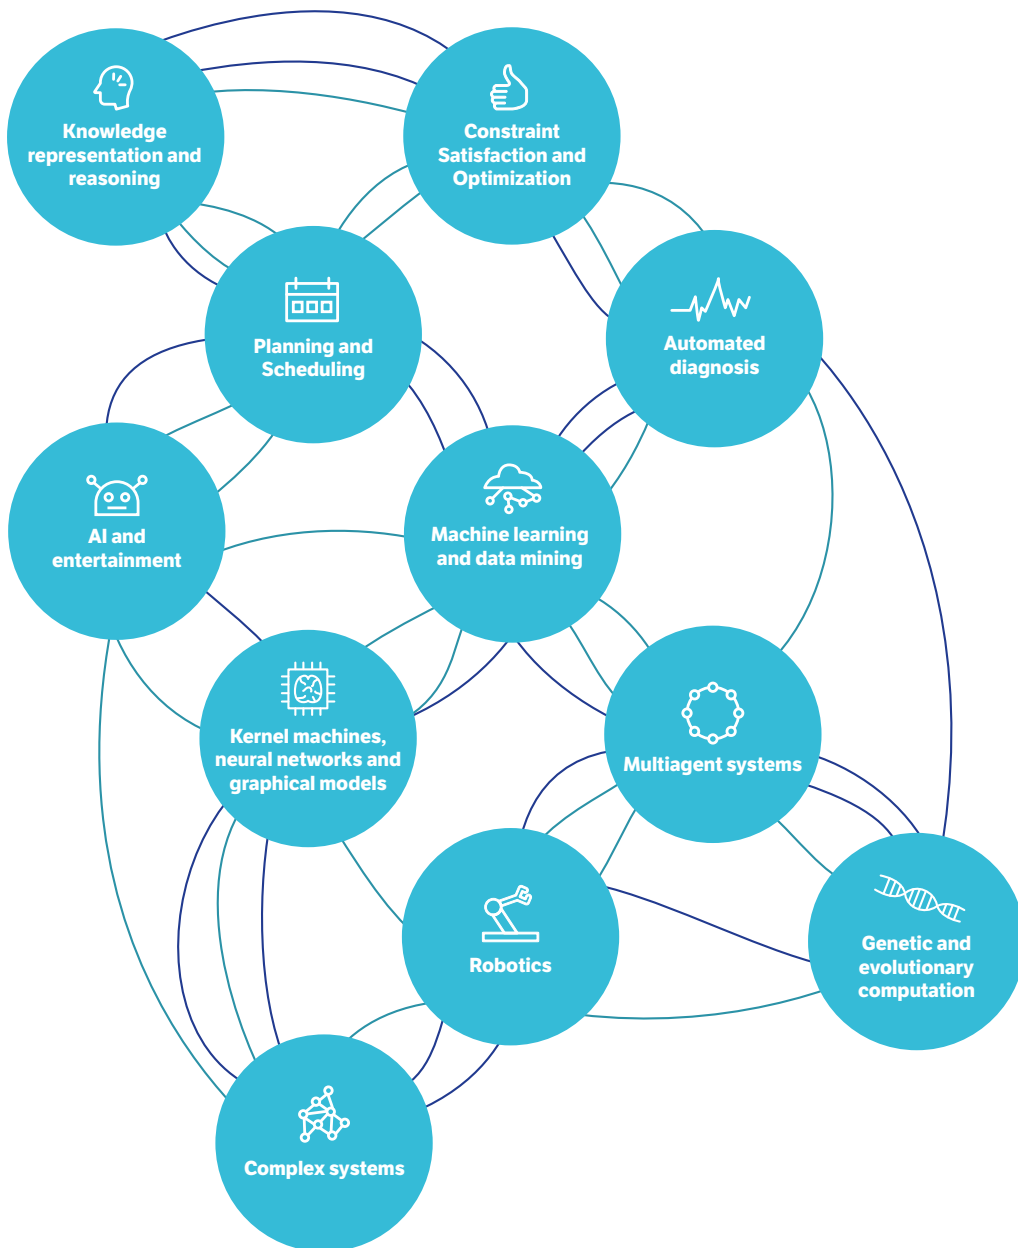 Knowledge
representation and
reasoning
Constraint
Satisfaction and
Optimization
Planning and
Scheduling
Automated
diagnosis
AI and
entertainment
Machine learning
and data mining
Kernel machines,
neural networks and
graphical models
Multiagent systems
Robotics
Genetic and
evolutionary
computation
Complex systems